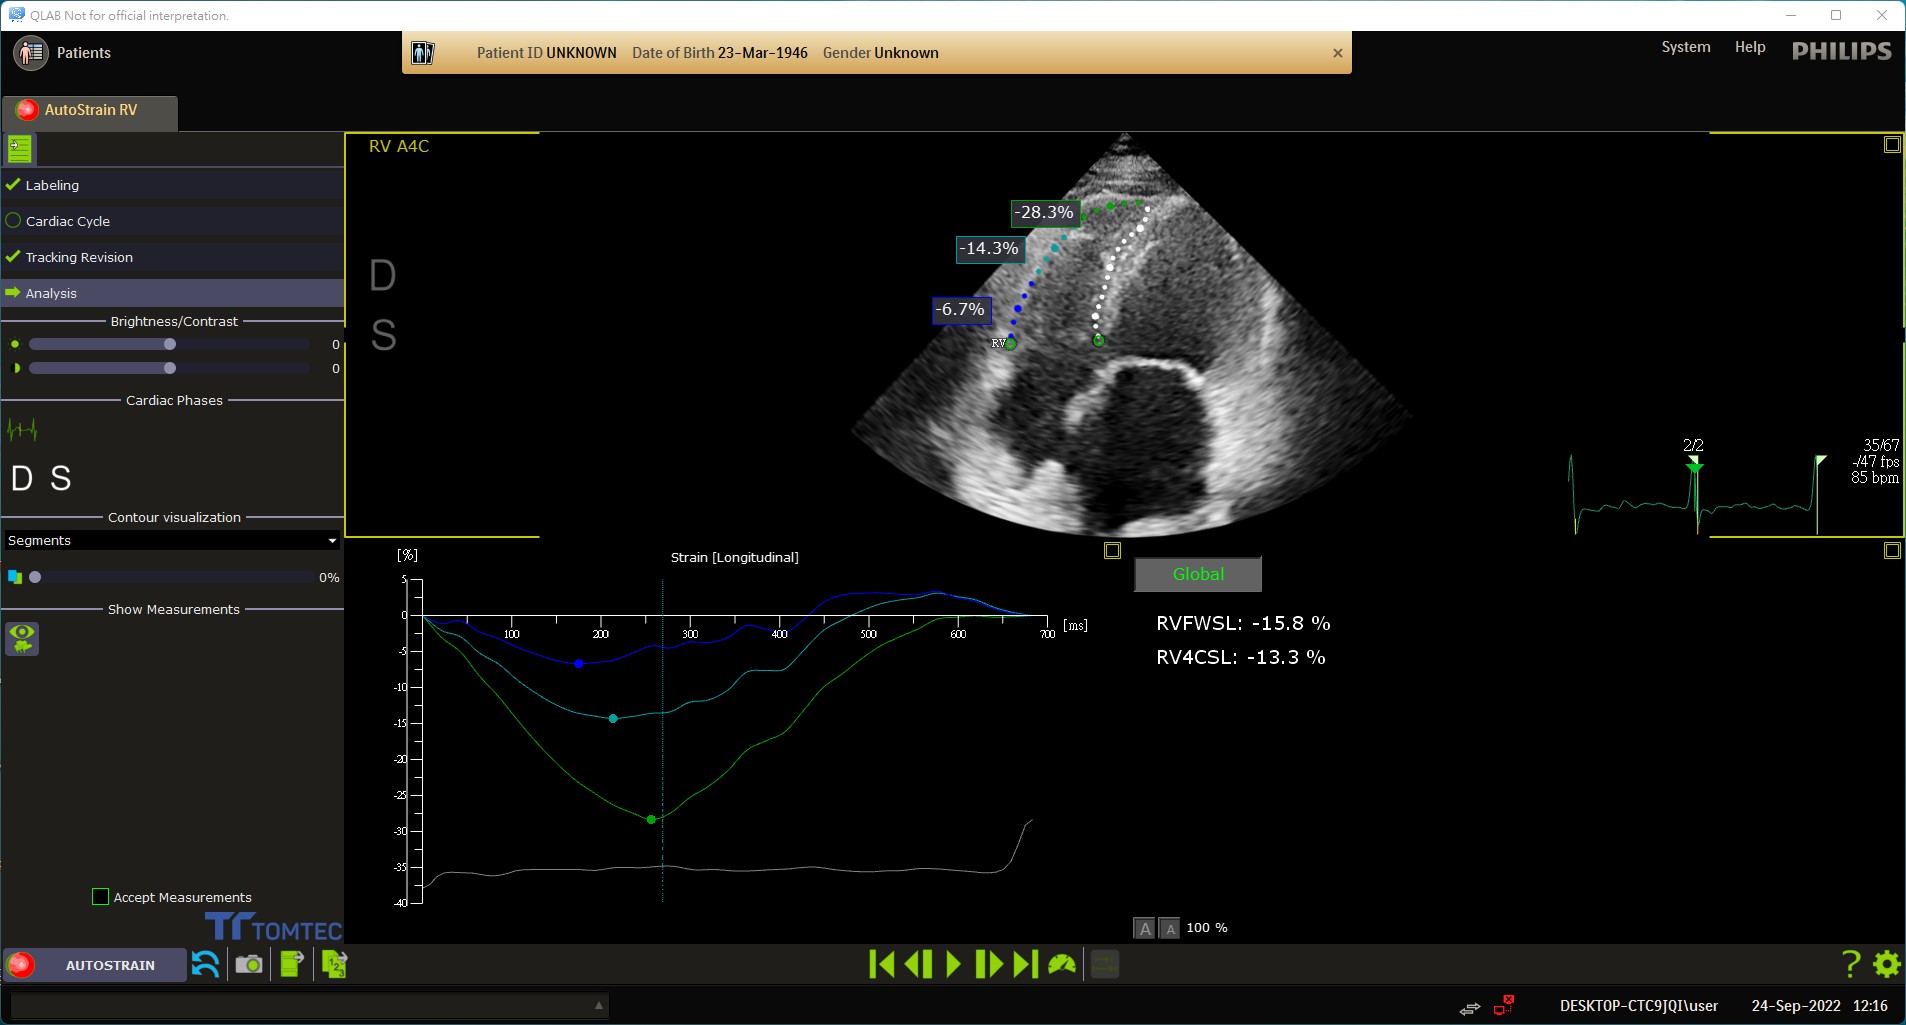 QLAB Not for official interpretation.
Patients
Patient ID UNKNOWN Date of Birth 23-Mar-1946 Gender Unknown
System Help PHILIPS
AutoStrain RV
Labeling
Cardiac Cycle
Tracking Revision
Analysis
Brightness/Contrast
0
0
Cardiac Phases
D S
Contour visualization
Segments
0%
Show Measurements
Accept Measurements
TOMTEC
RV A4C
D
S
-28.3%
-14.3%
-6.7%
RV
2/2
35/67
-/47 fps
85 bpm
[%]
Strain [Longitudinal]
5
0
-5
-10
-15
-20
-25
-30
-35
-40
100 200 300 400 500 600 700 [ms]
Global
RVFWSL: -15.8 %
RV4CSL: -13.3 %
A A 100 %
AUTOSTRAIN
1 2 3
?
DESKTOP-CTC9JQI\user 24-Sep-2022 12:16